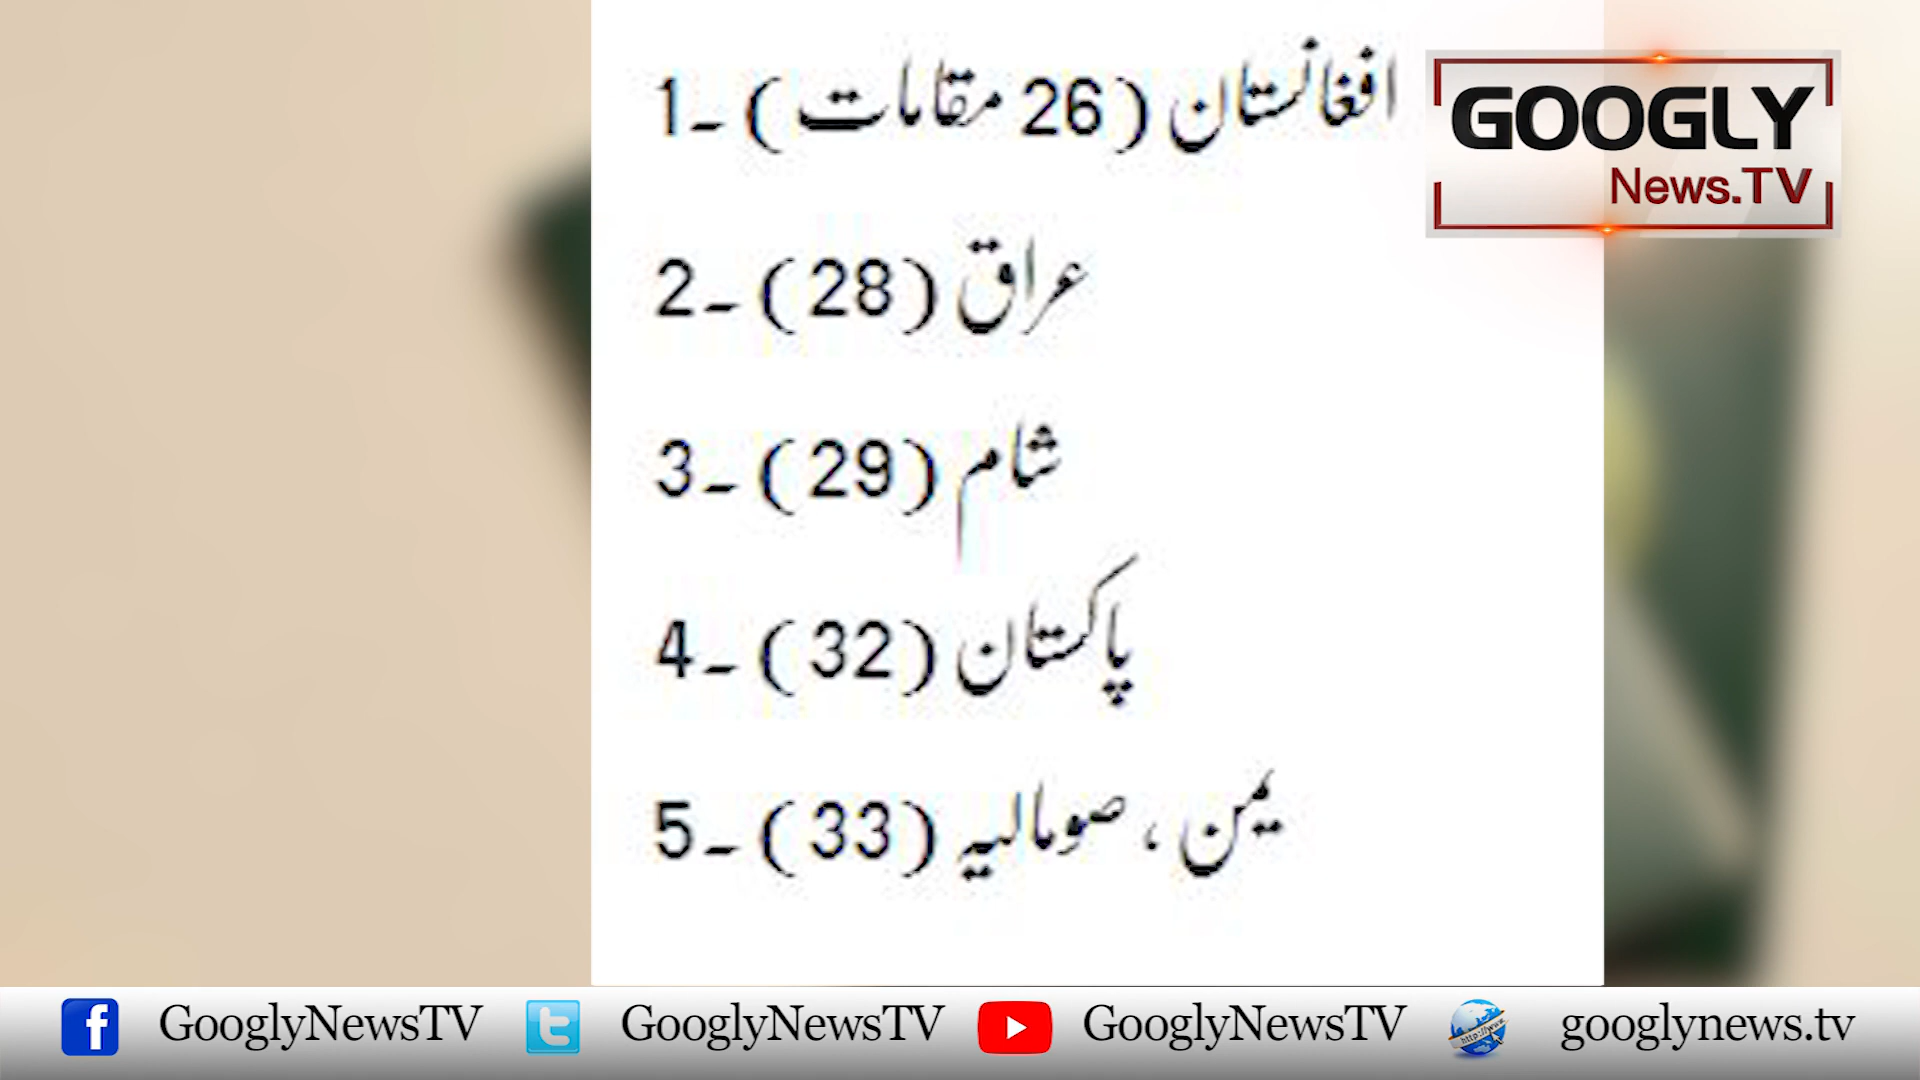 1۔ افغانستان (26 مقامات)
2۔ عراق (28)
3۔ شام (29)
4۔ پاکستان (32)
5۔ یمن، صومالیہ (33)
GOOGLY
News.TV
GooglyNewsTV GooglyNewsTV GooglyNewsTV googlynews.tv